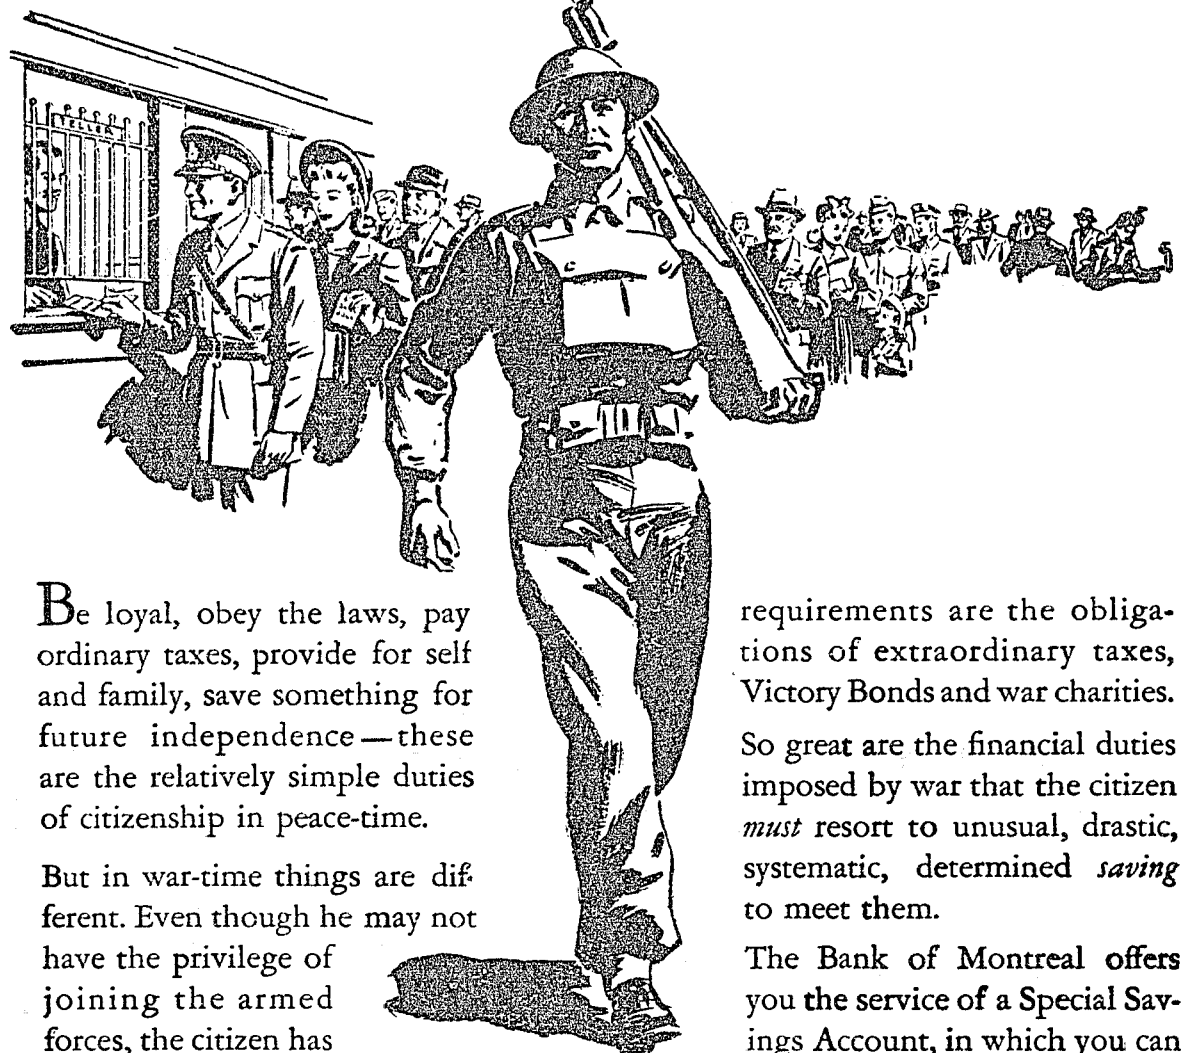 TELLER
Be loyal, obey the laws, pay
ordinary taxes, provide for self
and family, save something for
future independence—these
are the relatively simple duties
of citizenship in peace-time.
But in war-time things are dif-
ferent. Even though he may not
have the privilege of
joining the armed
forces, the citizen has
requirements are the obliga-
tions of extraordinary taxes,
Victory Bonds and war charities.
So great are the financial duties
imposed by war that the citizen
must resort to unusual, drastic,
systematic, determined saving
to meet them.
The Bank of Montreal offers
you the service of a Special Sav-
ings Account, in which you can